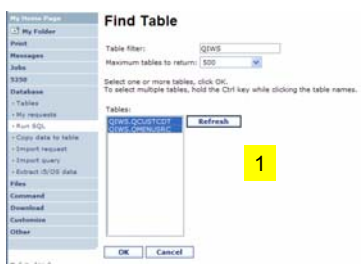 My Home Page
My Folder
Print
Messages
Jobs
5250
Database
- Tables
- My requests
- Run SQL
- Copy data to table
- Import request
- Import query
- Extract i5/OS data
Files
Command
Download
Customize
Other
Find Table
Table filter: QIWS
Maximum tables to return: 500
Select one or more tables, click OK.
To select multiple tables, hold the Ctrl key while clicking the table names.
Tables:
QIWS.QCUSTCDT
QIWS.QMENUSRC
Refresh
1
OK Cancel